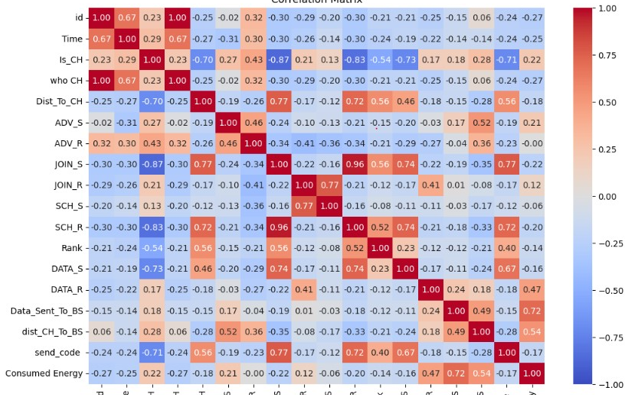 Correlation Matrix
id 1.00 0.67 0.23 1.00 -0.25 -0.02 0.32 -0.30 -0.29 -0.20 -0.30 -0.21 -0.21 -0.25 -0.15 0.06 -0.24 -0.27
Time 0.67 1.00 0.29 0.67 -0.27 -0.31 0.30 -0.30 -0.26 -0.14 -0.30 -0.24 -0.19 -0.22 -0.14 -0.14 -0.24 -0.25
Is_CH 0.23 0.29 1.00 0.23 -0.70 0.27 0.43 -0.87 0.21 0.13 -0.83 -0.54 -0.73 0.17 0.18 0.28 -0.71 0.22
who CH 1.00 0.67 0.23 1.00 -0.25 -0.02 0.32 -0.30 -0.29 -0.20 -0.30 -0.21 -0.21 -0.25 -0.15 0.06 -0.24 -0.27
Dist_To_CH -0.25 -0.27 -0.70 -0.25 1.00 -0.19 -0.26 0.77 -0.17 -0.12 0.72 0.56 0.46 -0.18 -0.15 -0.28 0.56 -0.18
ADV_S -0.02 -0.31 0.27 -0.02 -0.19 1.00 0.46 -0.24 -0.10 -0.13 -0.21 -0.15 -0.20 -0.03 0.17 0.52 -0.19 0.21
ADV_R 0.32 0.30 0.43 0.32 -0.26 0.46 1.00 -0.34 -0.41 -0.36 -0.34 -0.21 -0.29 -0.27 -0.04 0.36 -0.23 -0.00
JOIN_S -0.30 -0.30 -0.87 -0.30 0.77 -0.24 -0.34 1.00 -0.22 -0.16 0.96 0.56 0.74 -0.22 -0.19 -0.35 0.77 -0.22
JOIN_R -0.29 -0.26 0.21 -0.29 -0.17 -0.10 -0.41 -0.22 1.00 0.77 -0.21 -0.12 -0.17 0.41 0.01 -0.08 -0.17 0.12
SCH_S -0.20 -0.14 0.13 -0.20 -0.12 -0.13 -0.36 -0.16 0.77 1.00 -0.16 -0.08 -0.11 -0.11 -0.03 -0.17 -0.12 -0.06
SCH_R -0.30 -0.30 -0.83 -0.30 0.72 -0.21 -0.34 0.96 -0.21 -0.16 1.00 0.52 0.74 -0.21 -0.18 -0.33 0.72 -0.20
Rank -0.21 -0.24 -0.54 -0.21 0.56 -0.15 -0.21 0.56 -0.12 -0.08 0.52 1.00 0.23 -0.12 -0.12 -0.21 0.40 -0.14
DATA_S -0.21 -0.19 -0.73 -0.21 0.46 -0.20 -0.29 0.74 -0.17 -0.11 0.74 0.23 1.00 -0.17 -0.11 -0.24 0.67 -0.16
DATA_R -0.25 -0.22 0.17 -0.25 -0.18 -0.03 -0.27 -0.22 0.41 -0.11 -0.21 -0.12 -0.17 1.00 0.24 0.18 -0.18 0.47
Data_Sent_To_BS -0.15 -0.14 0.18 -0.15 -0.15 0.17 -0.04 -0.19 0.01 -0.03 -0.18 -0.12 -0.11 0.24 1.00 0.49 -0.15 0.72
dist_CH_To_BS 0.06 -0.14 0.28 0.06 -0.28 0.52 0.36 -0.35 -0.08 -0.17 -0.33 -0.21 -0.24 0.18 0.49 1.00 -0.28 0.54
send_code -0.24 -0.24 -0.71 -0.24 0.56 -0.19 -0.23 0.77 -0.17 -0.12 0.72 0.40 0.67 -0.18 -0.15 -0.28 1.00 -0.17
Consumed Energy -0.27 -0.25 0.22 -0.27 -0.18 0.21 -0.00 -0.22 0.12 -0.06 -0.20 -0.14 -0.16 0.47 0.72 0.54 -0.17 1.00
1.00
0.75
0.50
0.25
0.00
−0.25
−0.50
−0.75
−1.00